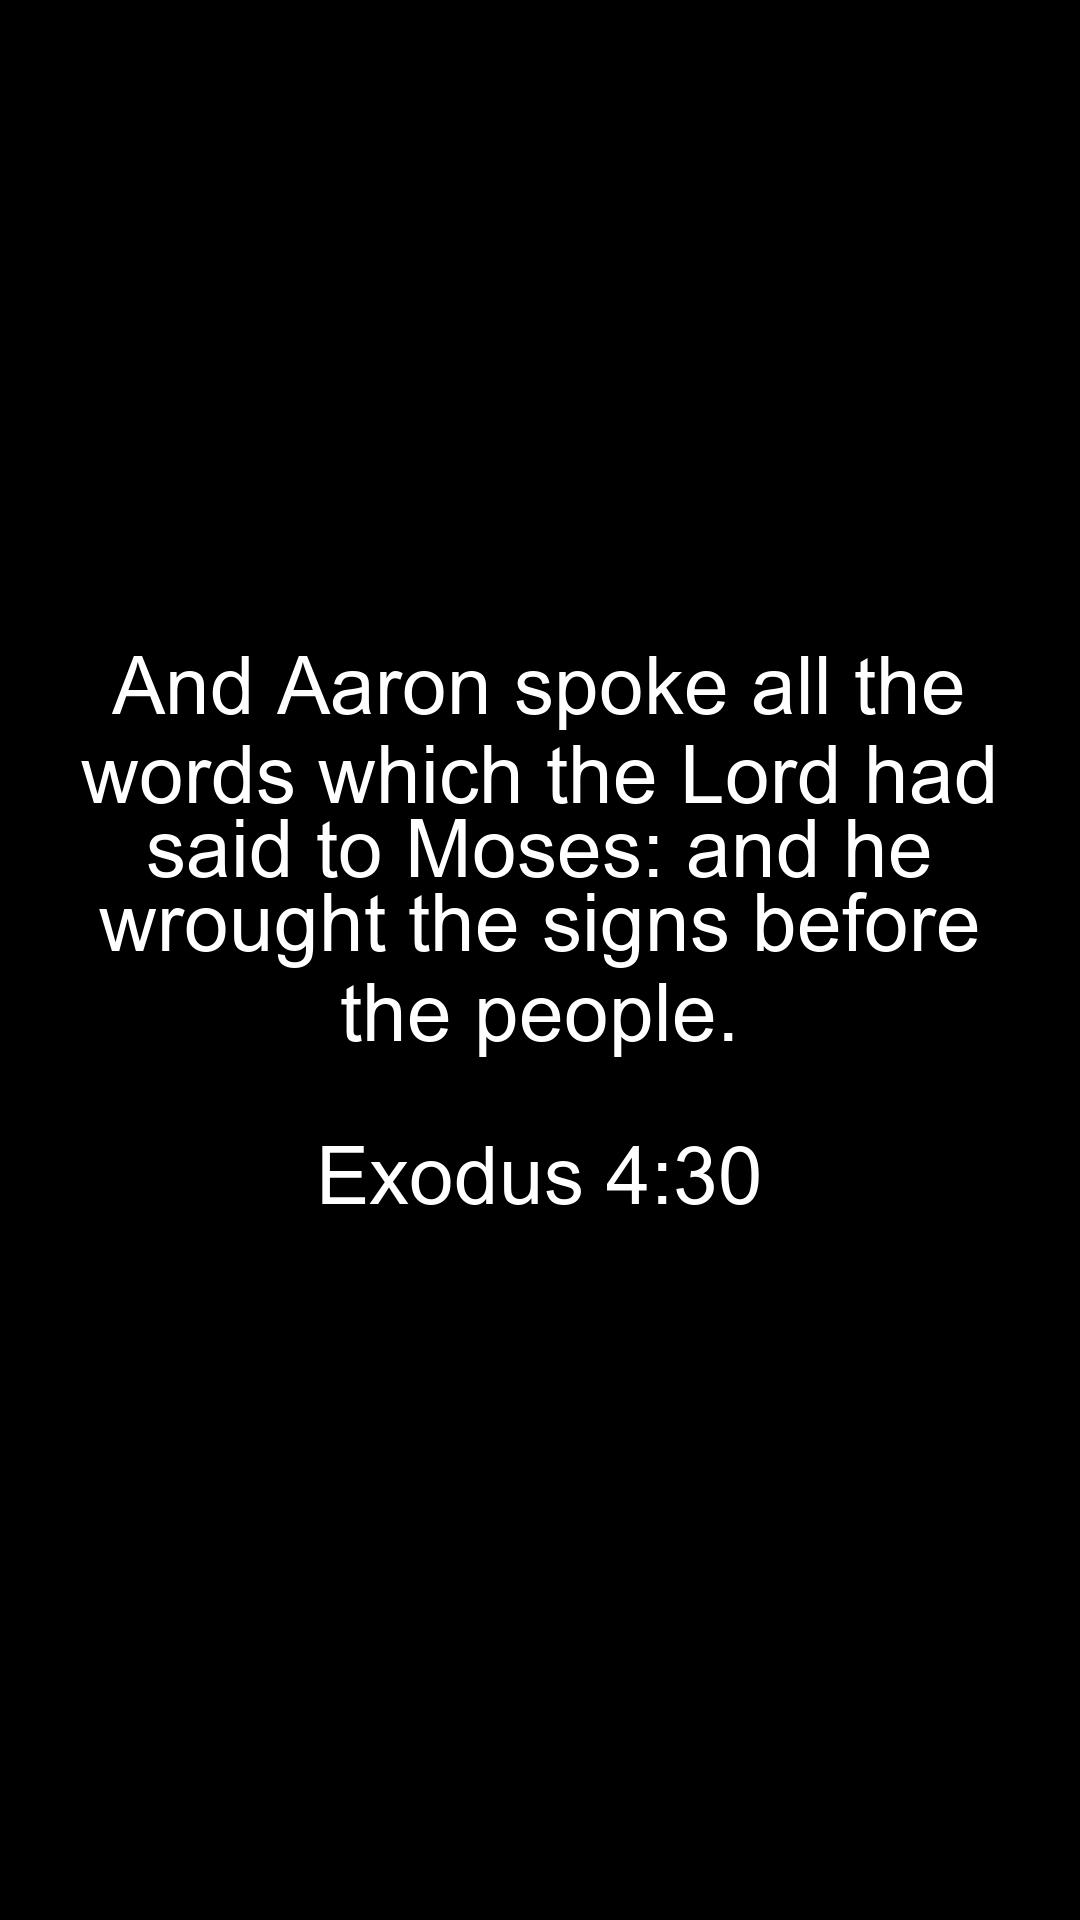 And Aaron spoke all the
words which the Lord had
said to Moses: and he
wrought the signs before
the people.
Exodus 4:30